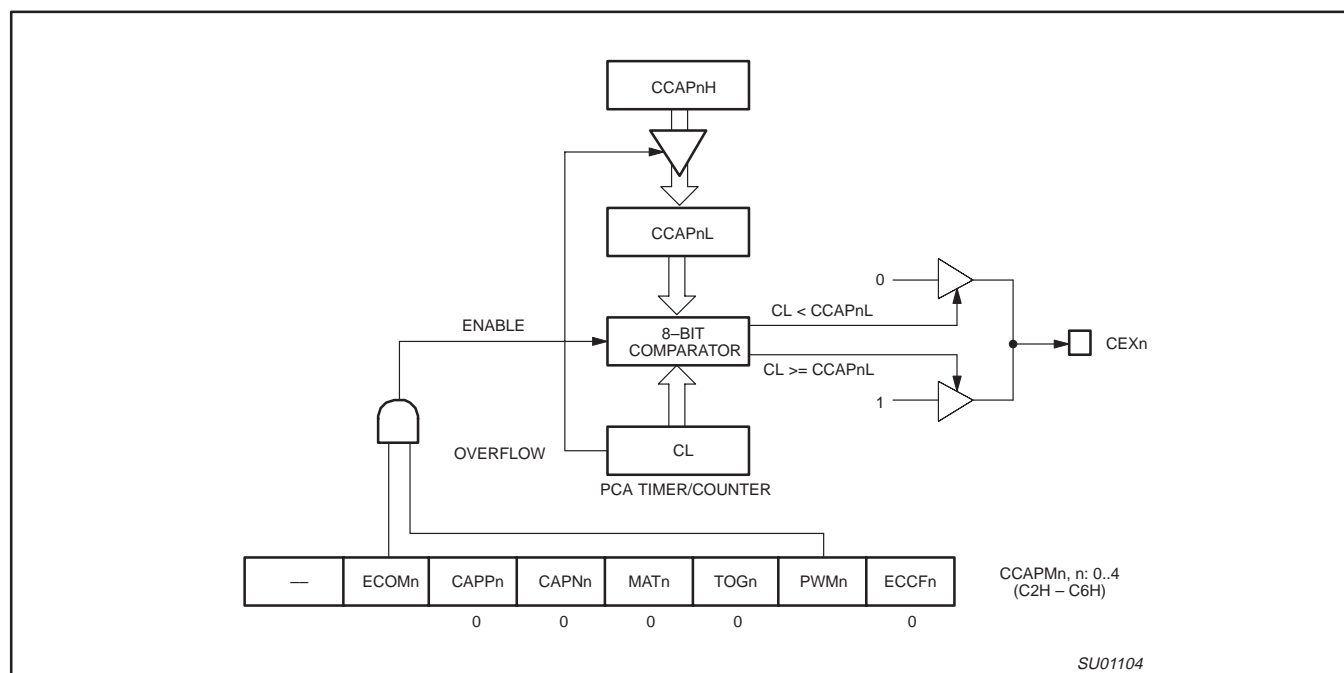 CCAPnH
CCAPnL
0
CL < CCAPnL
ENABLE
8–BIT
COMPARATOR
CEXn
CL >= CCAPnL
1
OVERFLOW
CL
PCA TIMER/COUNTER
–– ECOMn CAPPn CAPNn MATn TOGn PWMn ECCFn
CCAPMn, n: 0..4
(C2H – C6H)
0 0 0 0 0
SU01104